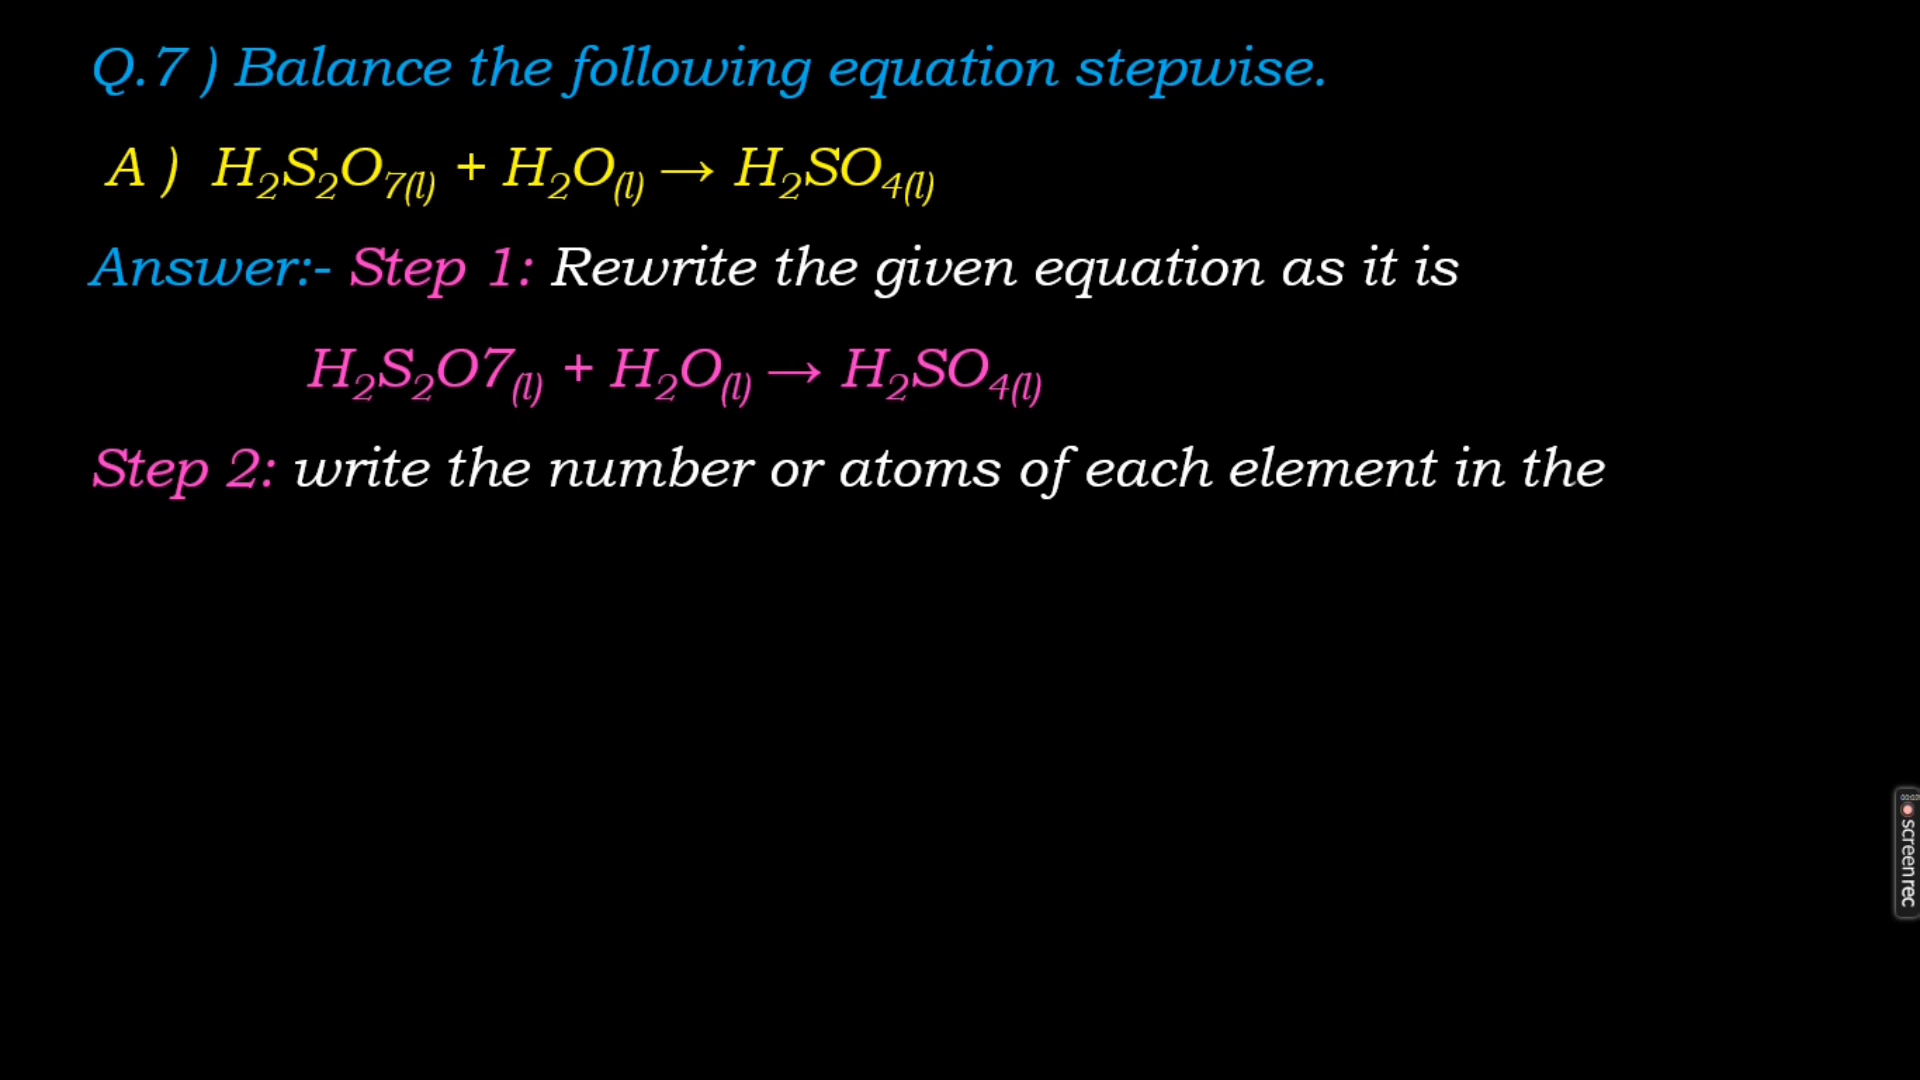 Q.7 ) Balance the following equation stepwise.
A ) H₂S₂O₇₍ₗ₎ + H₂O₍ₗ₎ → H₂SO₄₍ₗ₎
Answer:- Step 1: Rewrite the given equation as it is
H₂S₂O7₍ₗ₎ + H₂O₍ₗ₎ → H₂SO₄₍ₗ₎
Step 2: write the number or atoms of each element in the
screenrec